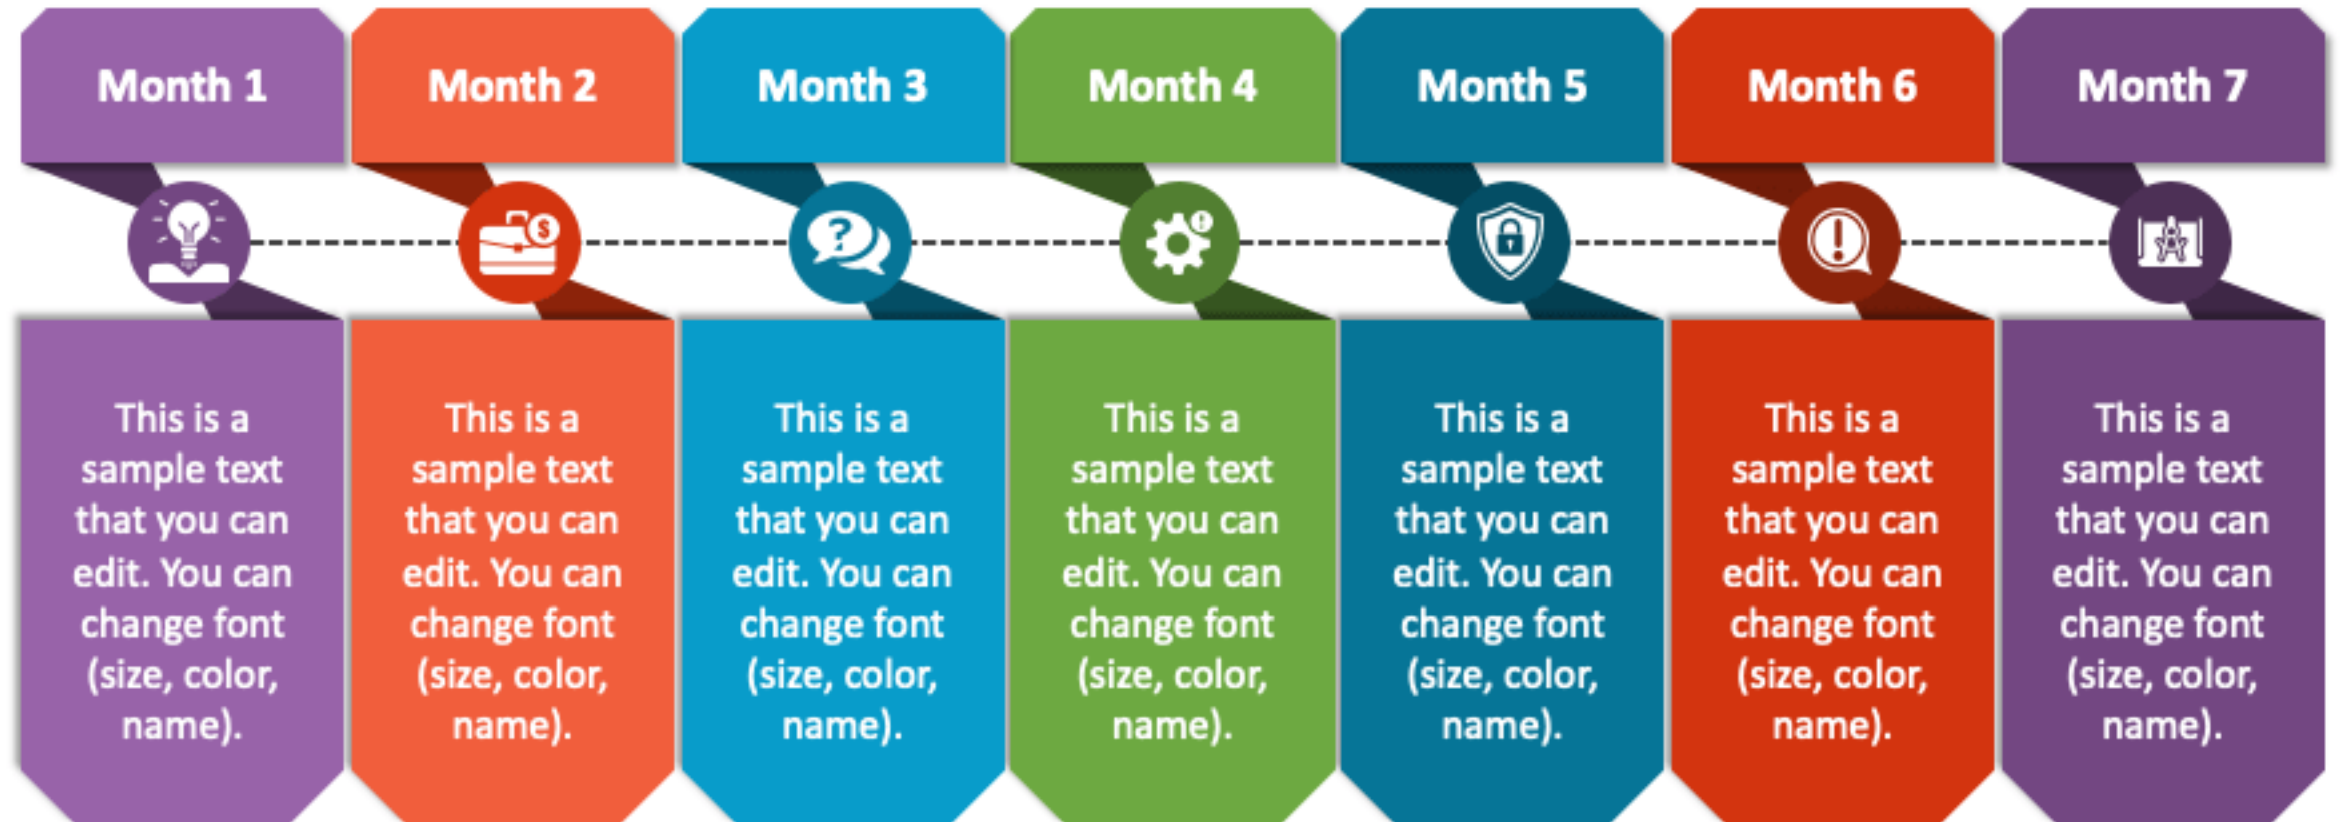 Month 1
Month 2
Month 3
Month 4
Month 5
Month 6
Month 7
?
$
!
!
This is a
sample text
that you can
edit. You can
change font
(size, color,
name).
This is a
sample text
that you can
edit. You can
change font
(size, color,
name).
This is a
sample text
that you can
edit. You can
change font
(size, color,
name).
This is a
sample text
that you can
edit. You can
change font
(size, color,
name).
This is a
sample text
that you can
edit. You can
change font
(size, color,
name).
This is a
sample text
that you can
edit. You can
change font
(size, color,
name).
This is a
sample text
that you can
edit. You can
change font
(size, color,
name).